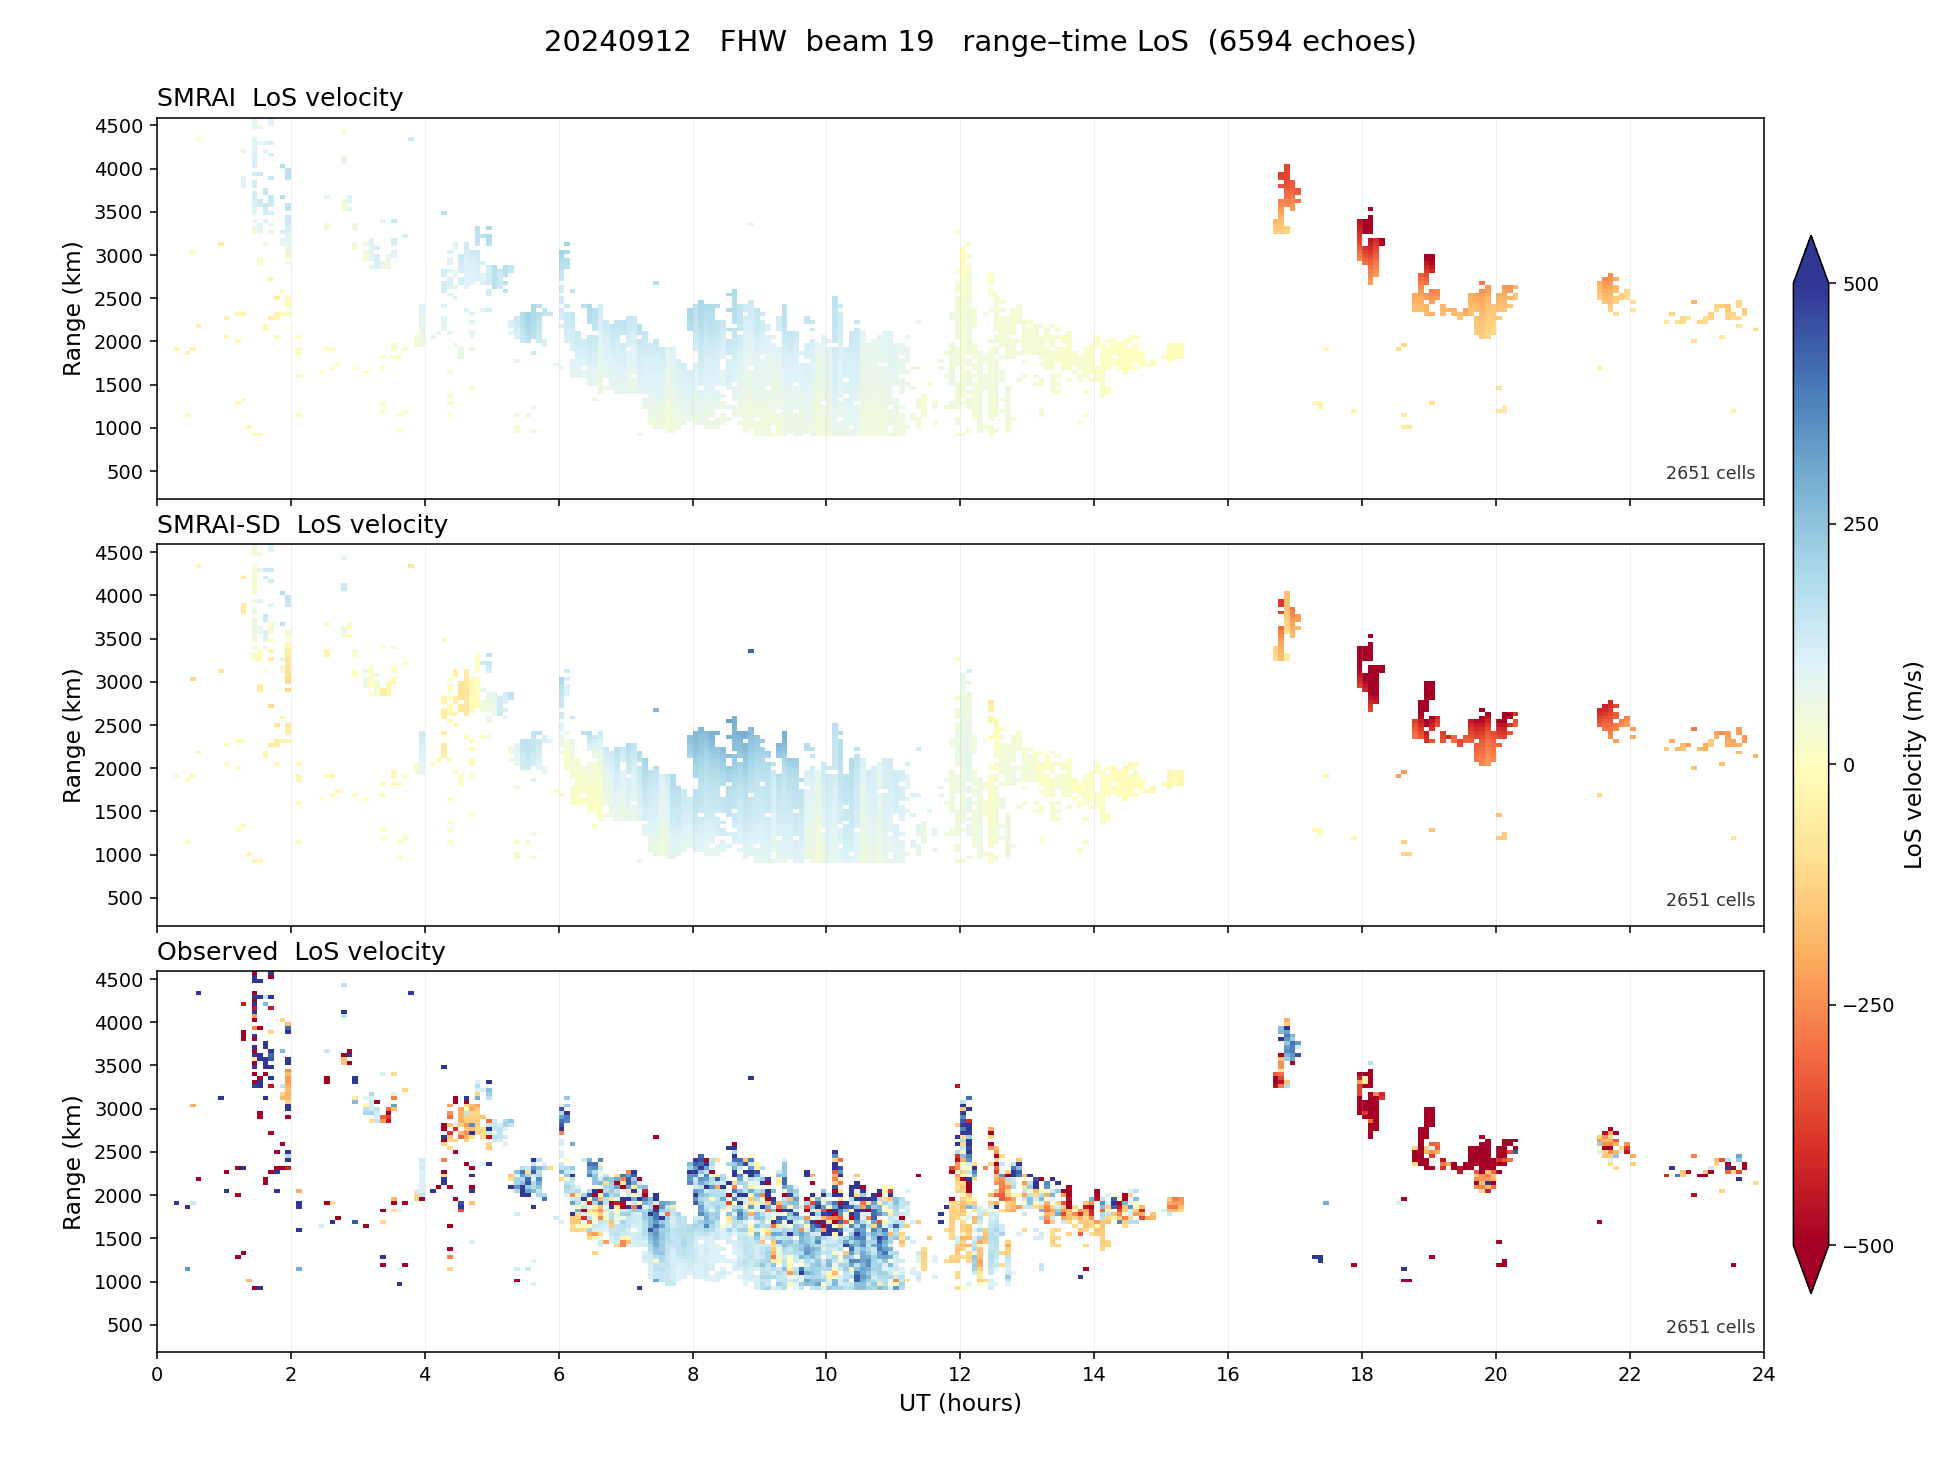 20240912   FHW  beam 19   range–time LoS  (6594 echoes)
SMRAI  LoS velocity
4500
4000
3500
3000
2500
2000
1500
1000
500
Range (km)
2651 cells
SMRAI-SD  LoS velocity
4500
4000
3500
3000
2500
2000
1500
1000
500
Range (km)
2651 cells
Observed  LoS velocity
4500
4000
3500
3000
2500
2000
1500
1000
500
Range (km)
2651 cells
0 2 4 6 8 10 12 14 16 18 20 22 24
UT (hours)
500
250
0
−250
−500
LoS velocity (m/s)